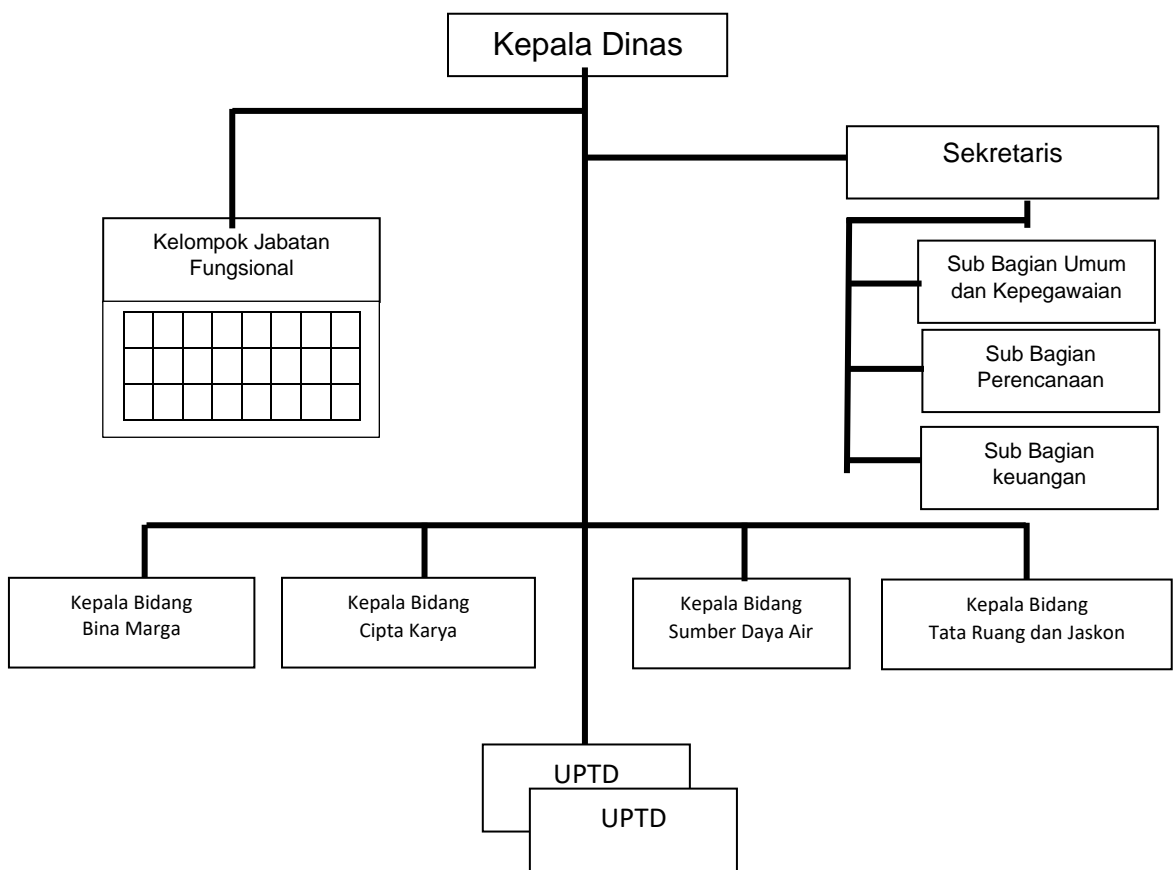 Kepala Dinas
Sekretaris
Kelompok Jabatan
Fungsional
Sub Bagian Umum
dan Kepegawaian
Sub Bagian
Perencanaan
Sub Bagian
keuangan
Kepala Bidang
Bina Marga
Kepala Bidang
Cipta Karya
Kepala Bidang
Sumber Daya Air
Kepala Bidang
Tata Ruang dan Jaskon
UPTD
UPTD